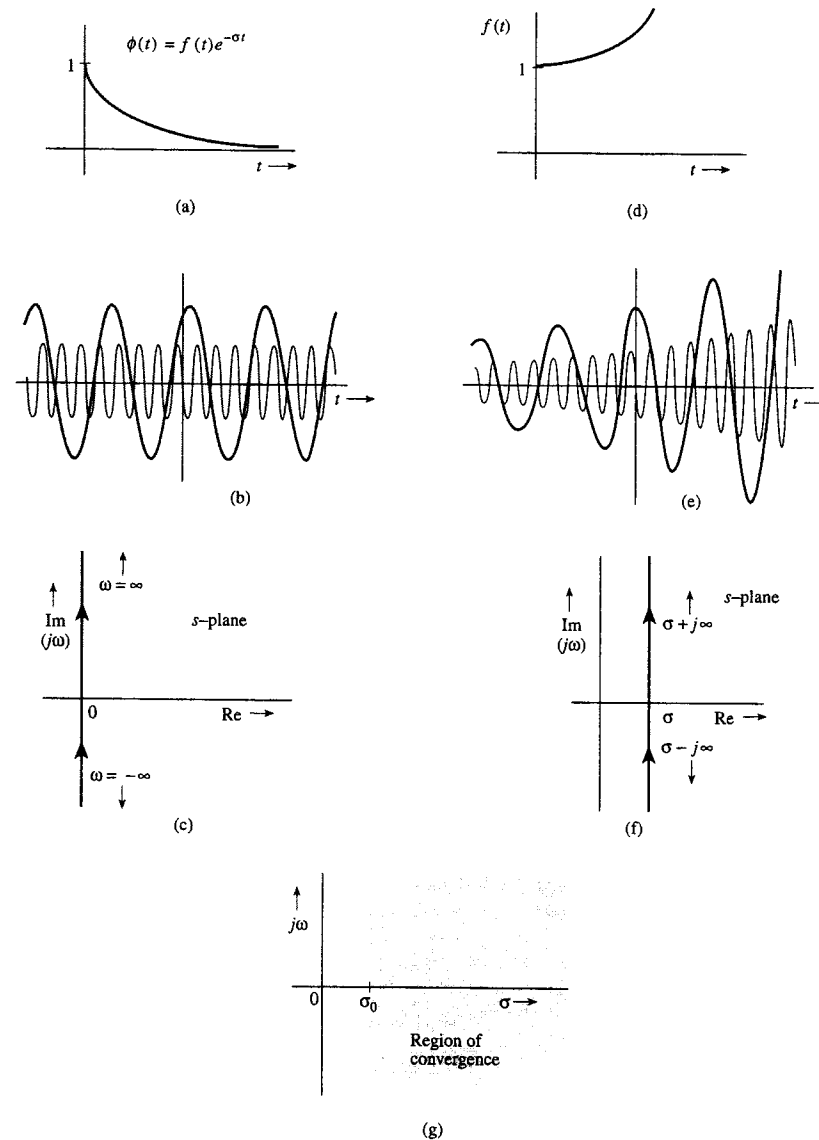 φ(t) = f(t)e^{−σt}
1
t →
(a)
f(t)
1
t →
(d)
t →
(b)
t →
(e)
ω = ∞
Im
(jω)
s–plane
0
Re →
ω = −∞
(c)
s–plane
Im
(jω)
σ + j∞
σ
Re →
σ − j∞
(f)
jω
0
σ₀
σ →
Region of
convergence
(g)